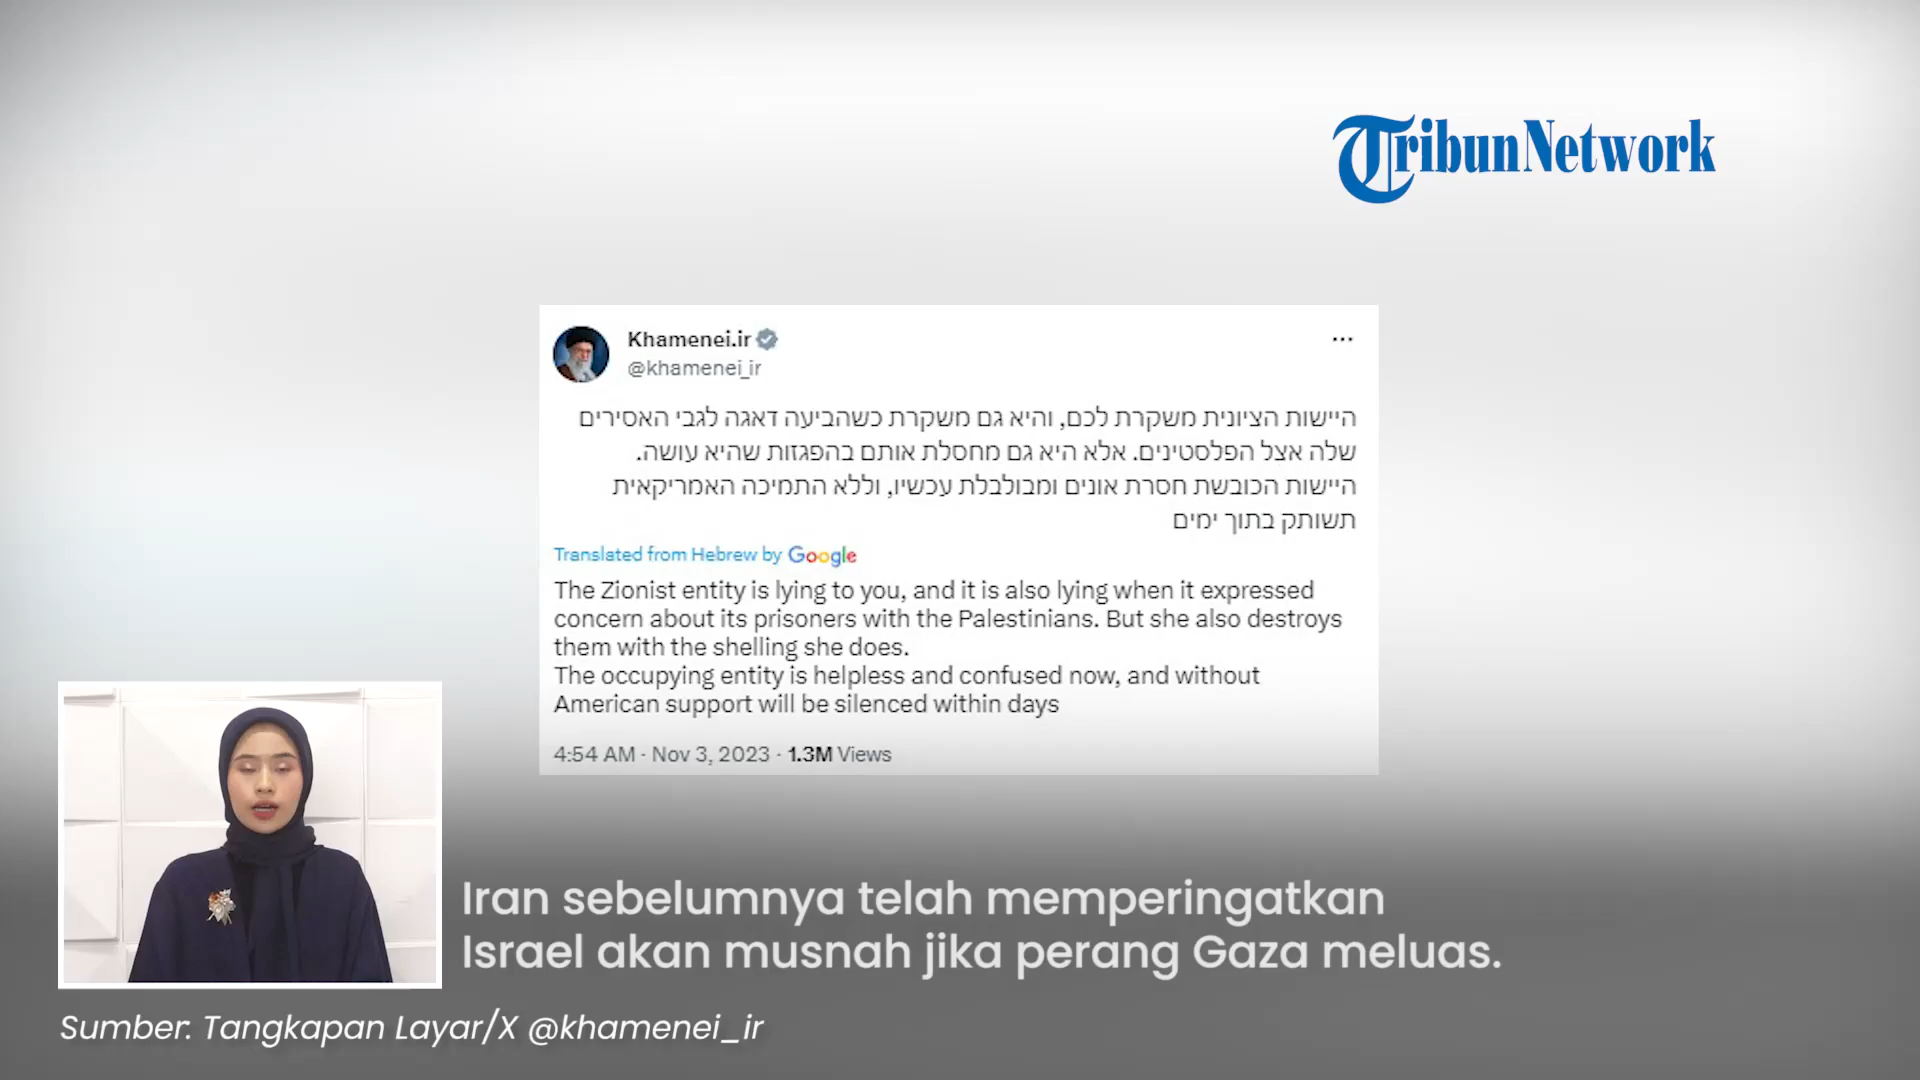 TribunNetwork
Khamenei.ir
@khamenei_ir
היישות הציונית משקרת לכם, והיא גם משקרת כשהביעה דאגה לגבי האסירים
שלה אצל הפלסטינים. אלא היא גם מחסלת אותם בהפגזות שהיא עושה.
היישות הכובשת חסרת אונים ומבולבלת עכשיו, וללא התמיכה האמריקאית
תשותק בתוך ימים
Translated from Hebrew by Google
The Zionist entity is lying to you, and it is also lying when it expressed
concern about its prisoners with the Palestinians. But she also destroys
them with the shelling she does.
The occupying entity is helpless and confused now, and without
American support will be silenced within days
4:54 AM · Nov 3, 2023 · 1.3M Views
Iran sebelumnya telah memperingatkan
Israel akan musnah jika perang Gaza meluas.
Sumber: Tangkapan Layar/X @khamenei_ir